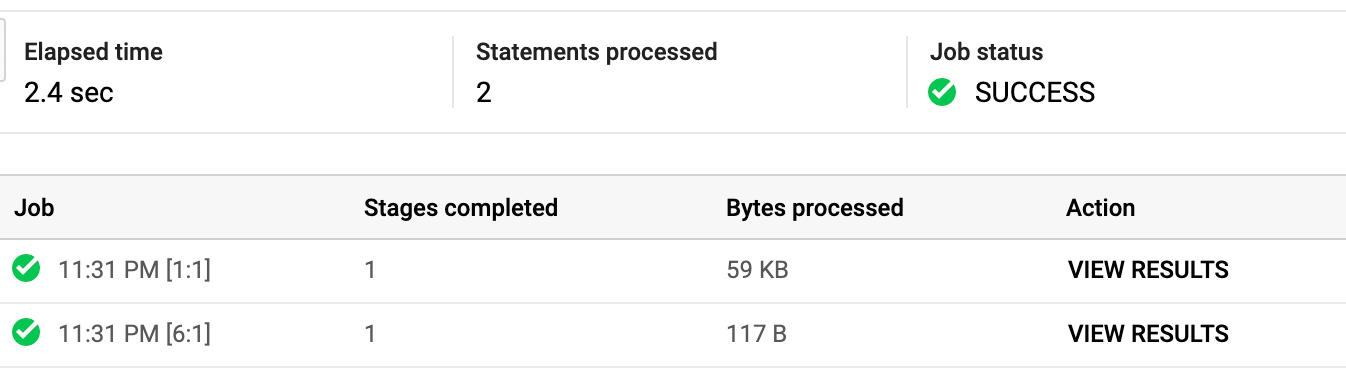 Elapsed time Statements processed Job status
2.4 sec 2 SUCCESS
Job Stages completed Bytes processed Action
11:31 PM [1:1] 1 59 KB VIEW RESULTS
11:31 PM [6:1] 1 117 B VIEW RESULTS